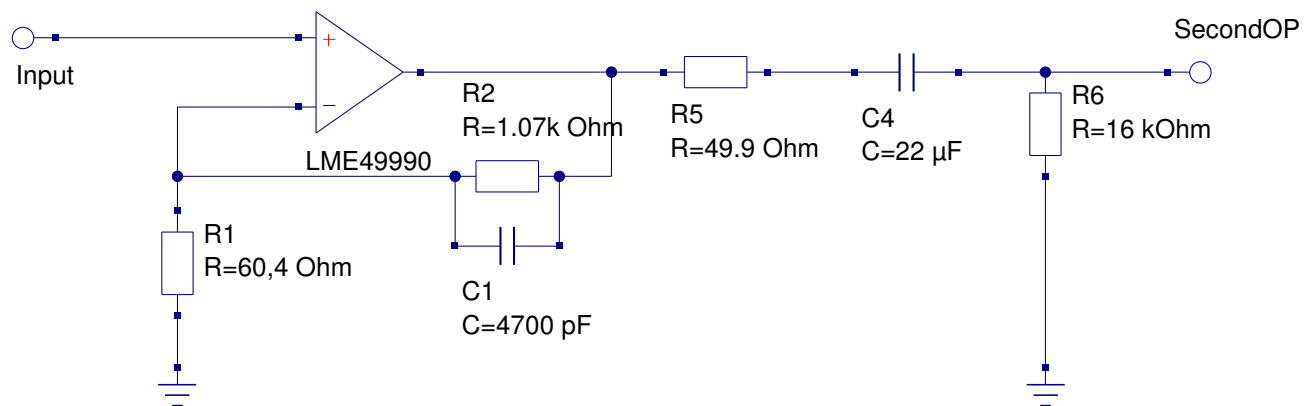 SecondOP
Input
+
−
R2
R=1.07k Ohm
R5
R=49.9 Ohm
C4
C=22 µF
R6
R=16 kOhm
LME49990
R1
R=60,4 Ohm
C1
C=4700 pF